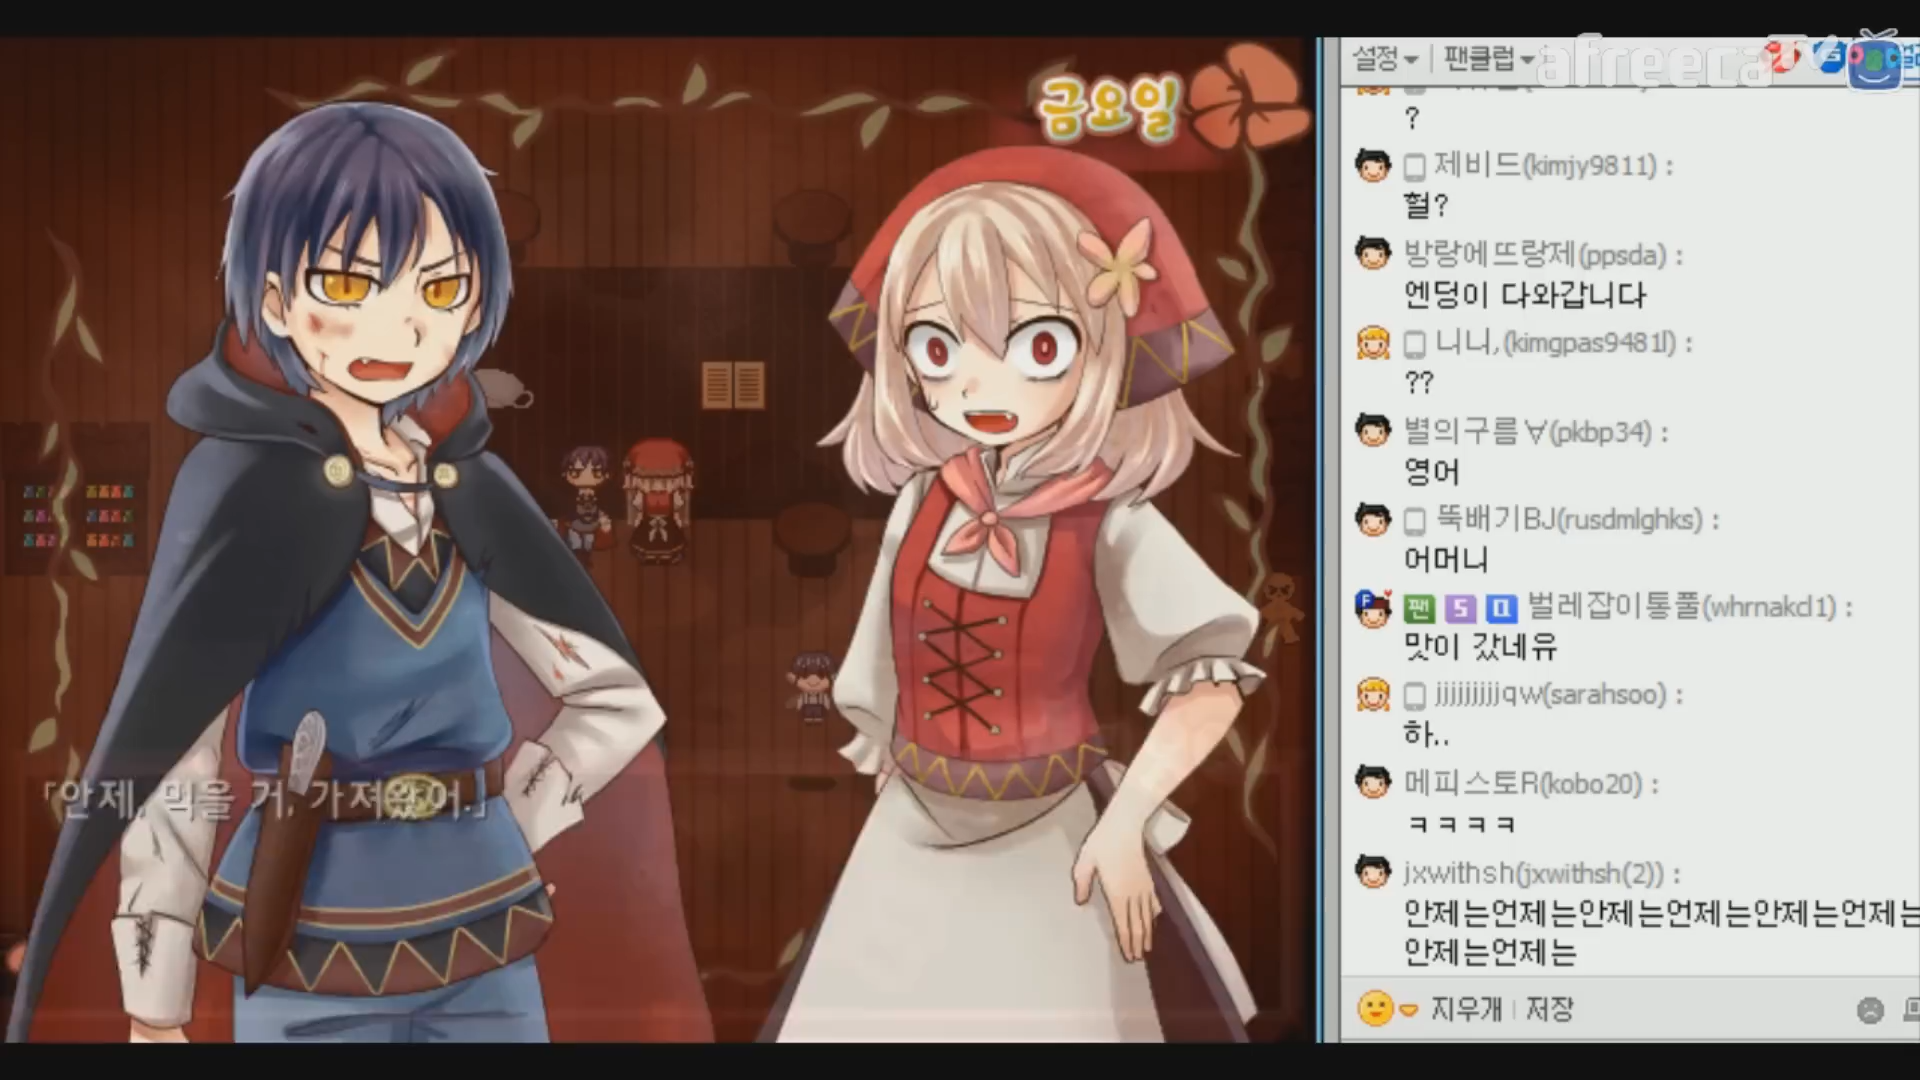 금요일
「안제, 먹을 거, 가져왔어.」
설정 | 팬클럽
afreecaTV
?
제비드(kimjy9811) :
헐?
방랑에뜨랑제(ppsda) :
엔딩이 다와갑니다
니니,(kimgpas9481l) :
??
별의구름∀(pkbp34) :
영어
뚝배기BJ(rusdmlghks) :
어머니
팬 S Q 벌레잡이통풀(whrnakcl1) :
맛이 갔네유
jjjjjjjjjqw(sarahsoo) :
하..
메피스토R(kobo20) :
ㅋㅋㅋㅋ
jxwithsh(jxwithsh(2)) :
안제는언제는안제는언제는안제는언제는
안제는언제는
지우개 | 저장